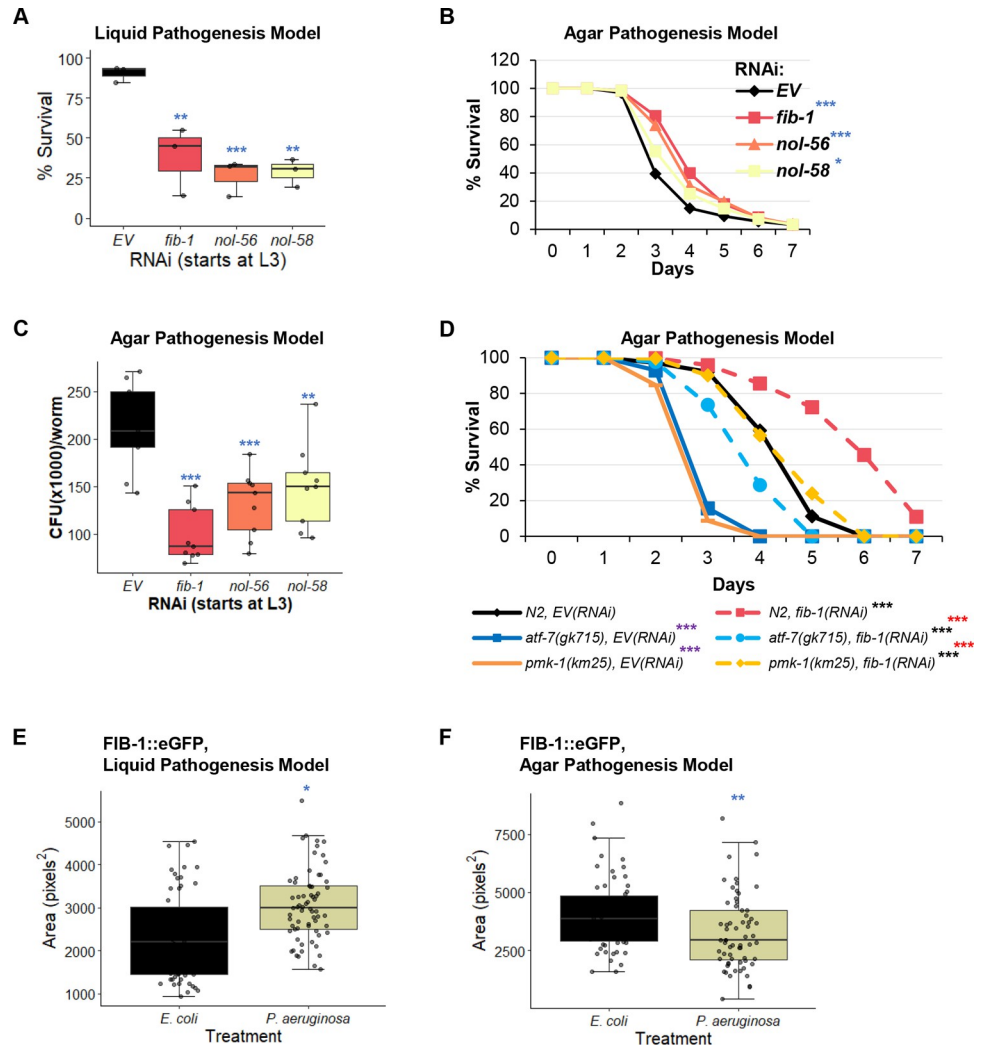 A
Liquid Pathogenesis Model
% Survival
100
75
50
25
0
**
***
**
EV fib-1 nol-56 nol-58
RNAi (starts at L3)
B
Agar Pathogenesis Model
% Survival
120
100
80
60
40
20
0
RNAi:
EV
fib-1 ***
nol-56 ***
nol-58 *
0 1 2 3 4 5 6 7
Days
C
Agar Pathogenesis Model
CFU(x1000)/worm
250
200
150
100
***
***
**
EV fib-1 nol-56 nol-58
RNAi (starts at L3)
D
Agar Pathogenesis Model
% Survival
100
80
60
40
20
0
0 1 2 3 4 5 6 7
Days
N2, EV(RNAi)
N2, fib-1(RNAi) ***
atf-7(gk715), EV(RNAi) ***
atf-7(gk715), fib-1(RNAi) *** ***
pmk-1(km25), EV(RNAi) ***
pmk-1(km25), fib-1(RNAi) *** ***
E
FIB-1::eGFP,
Liquid Pathogenesis Model
Area (pixels²)
5000
4000
3000
2000
1000
*
E. coli P. aeruginosa
Treatment
F
FIB-1::eGFP,
Agar Pathogenesis Model
Area (pixels²)
7500
5000
2500
**
E. coli P. aeruginosa
Treatment